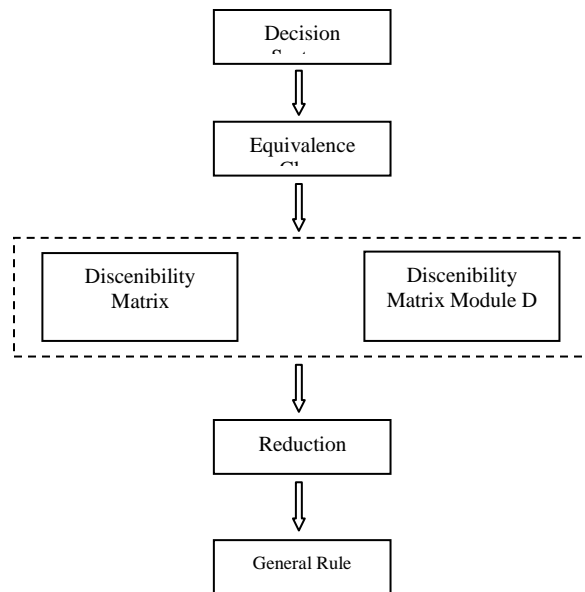 Decision
Equivalence
Discenibility
Matrix
Discenibility
Matrix Module D
Reduction
General Rule